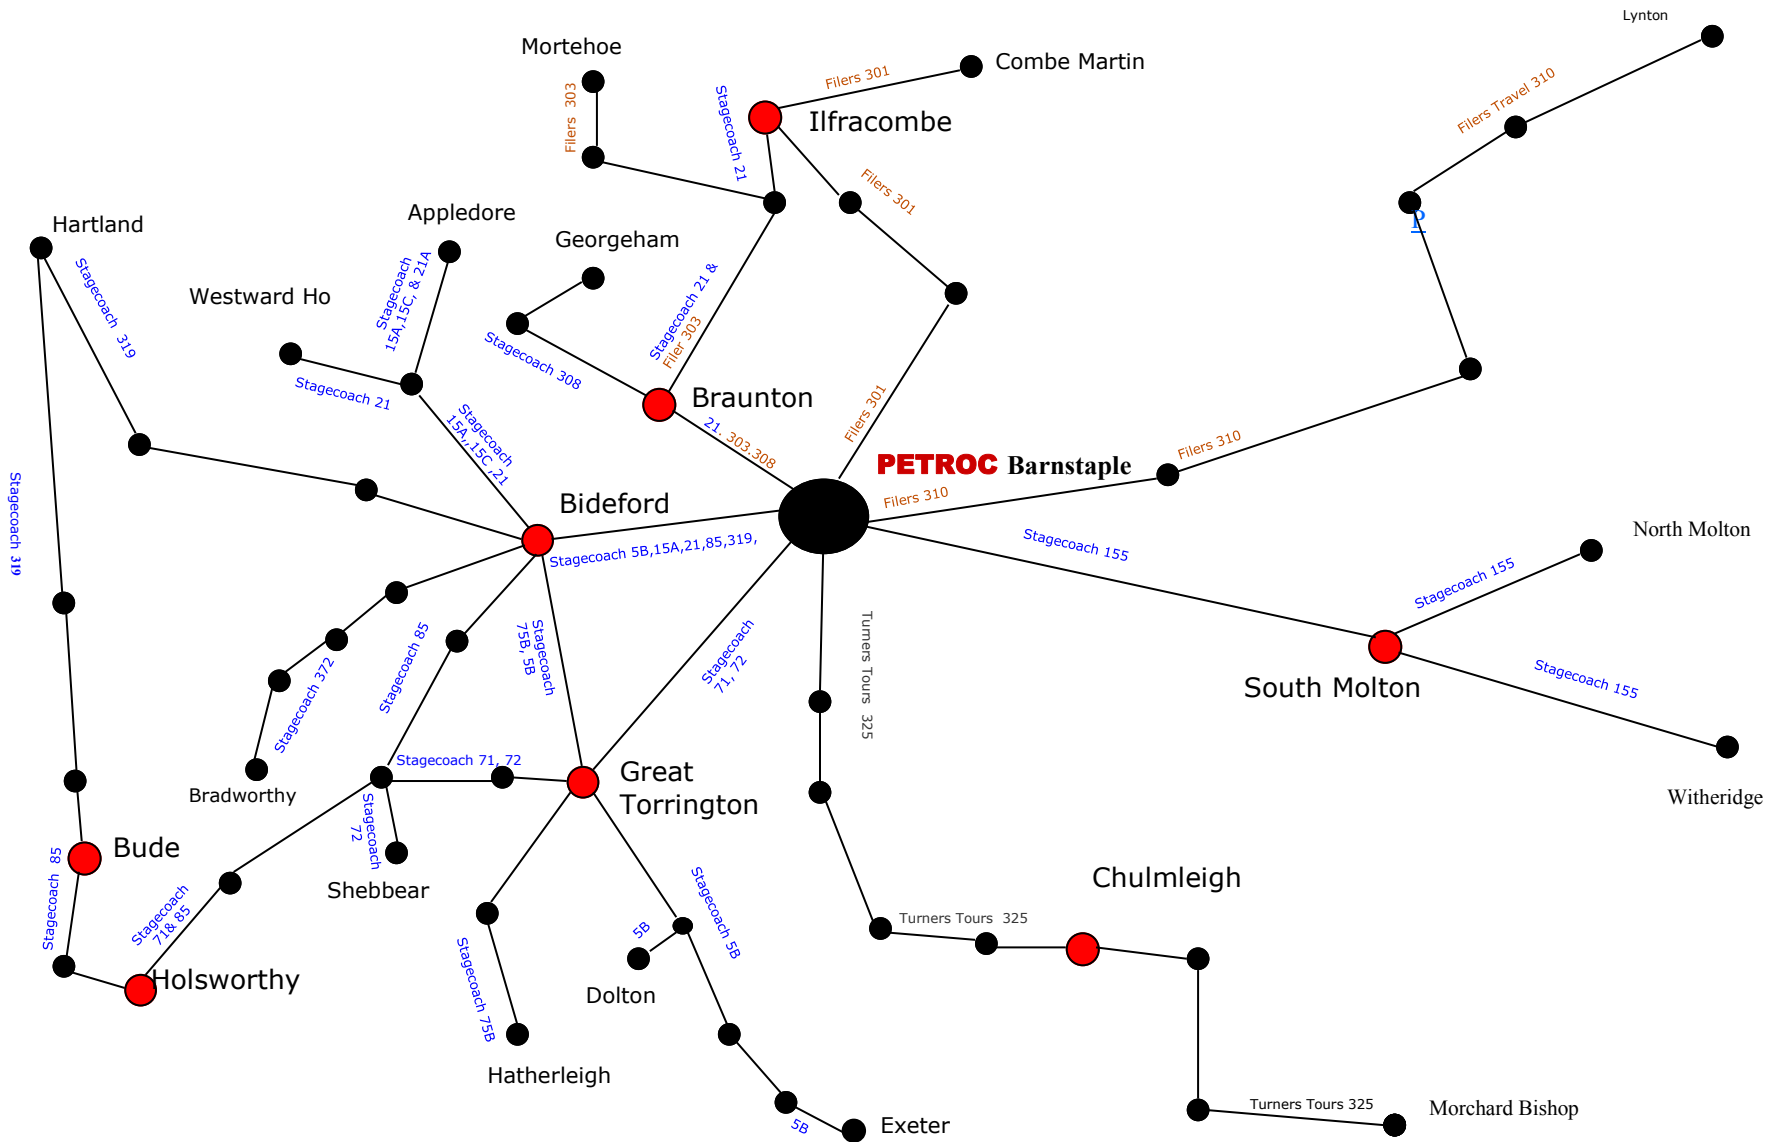 Lynton
Mortehoe
Combe Martin
Filers 301
Filers Travel 310
Filers  303
Stagecoach 21
Ilfracombe
Filers 301
Hartland
Appledore
P
Georgeham
Stagecoach  319
Stagecoach
15A,15C, & 21A
Westward Ho
Stagecoach 21 &
Filer 303
Stagecoach 308
Stagecoach 21
Braunton
Filers 301
21. 303.308
Stagecoach
15A,,15C ,21
Filers 310
PETROC Barnstaple
Filers 310
Stagecoach 319
Bideford
Stagecoach 5B,15A,21,85,319,
Stagecoach 155
North Molton
Stagecoach 155
Stagecoach 85
Stagecoach
75B, 5B
Stagecoach
71, 72
Turners Tours  325
Stagecoach 372
Stagecoach 155
South Molton
Stagecoach 71, 72
Great
Torrington
Bradworthy
Witheridge
Stagecoach
72
Bude
Stagecoach  85
Shebbear
Chulmleigh
Stagecoach
71& 85
Stagecoach 5B
Turners Tours  325
5B
Holsworthy
Stagecoach 75B
Dolton
Hatherleigh
Turners Tours 325
Morchard Bishop
5B
Exeter